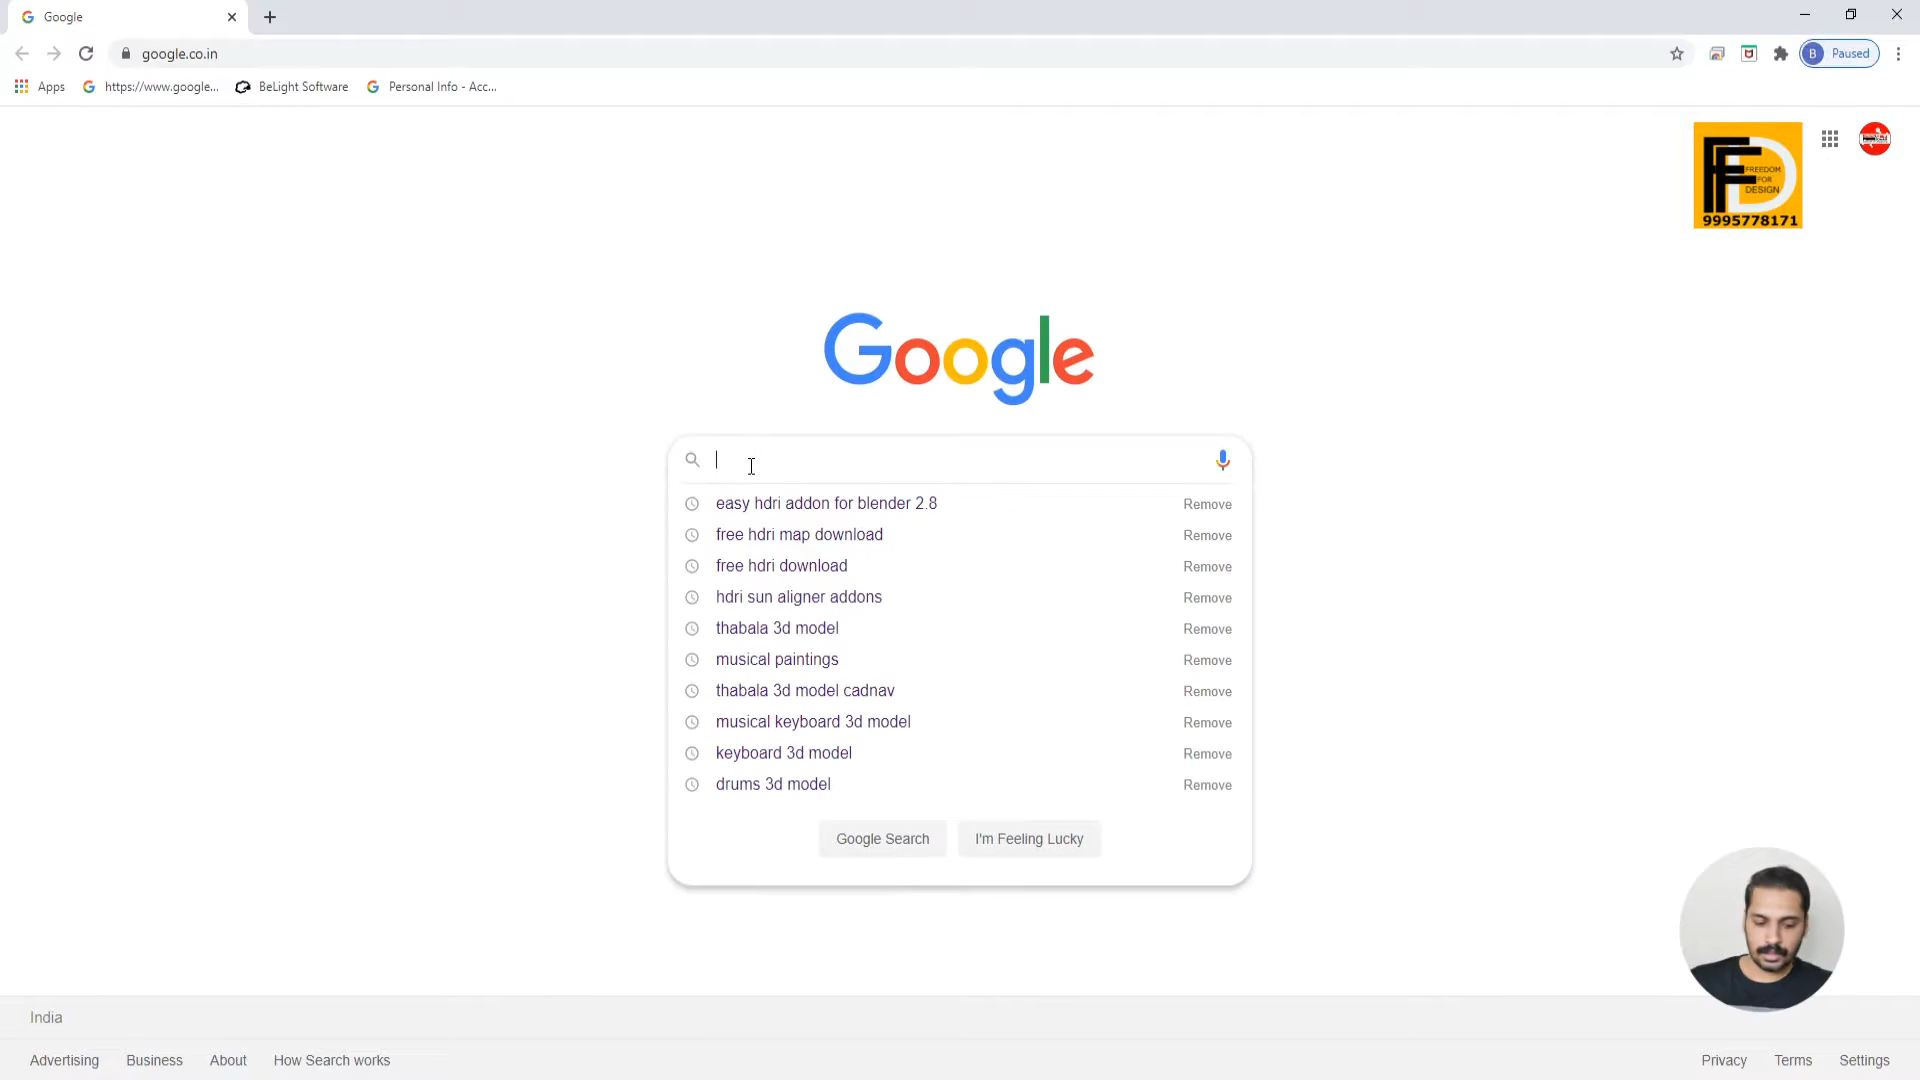 Google
google.co.in
B Paused
Apps
https://www.google...
BeLight Software
Personal Info - Acc...
FREEDOM
FOR
DESIGN
9995778171
Google
easy hdri addon for blender 2.8 Remove
free hdri map download Remove
free hdri download Remove
hdri sun aligner addons Remove
thabala 3d model Remove
musical paintings Remove
thabala 3d model cadnav Remove
musical keyboard 3d model Remove
keyboard 3d model Remove
drums 3d model Remove
Google Search I'm Feeling Lucky
India
Advertising Business About How Search works Privacy Terms Settings